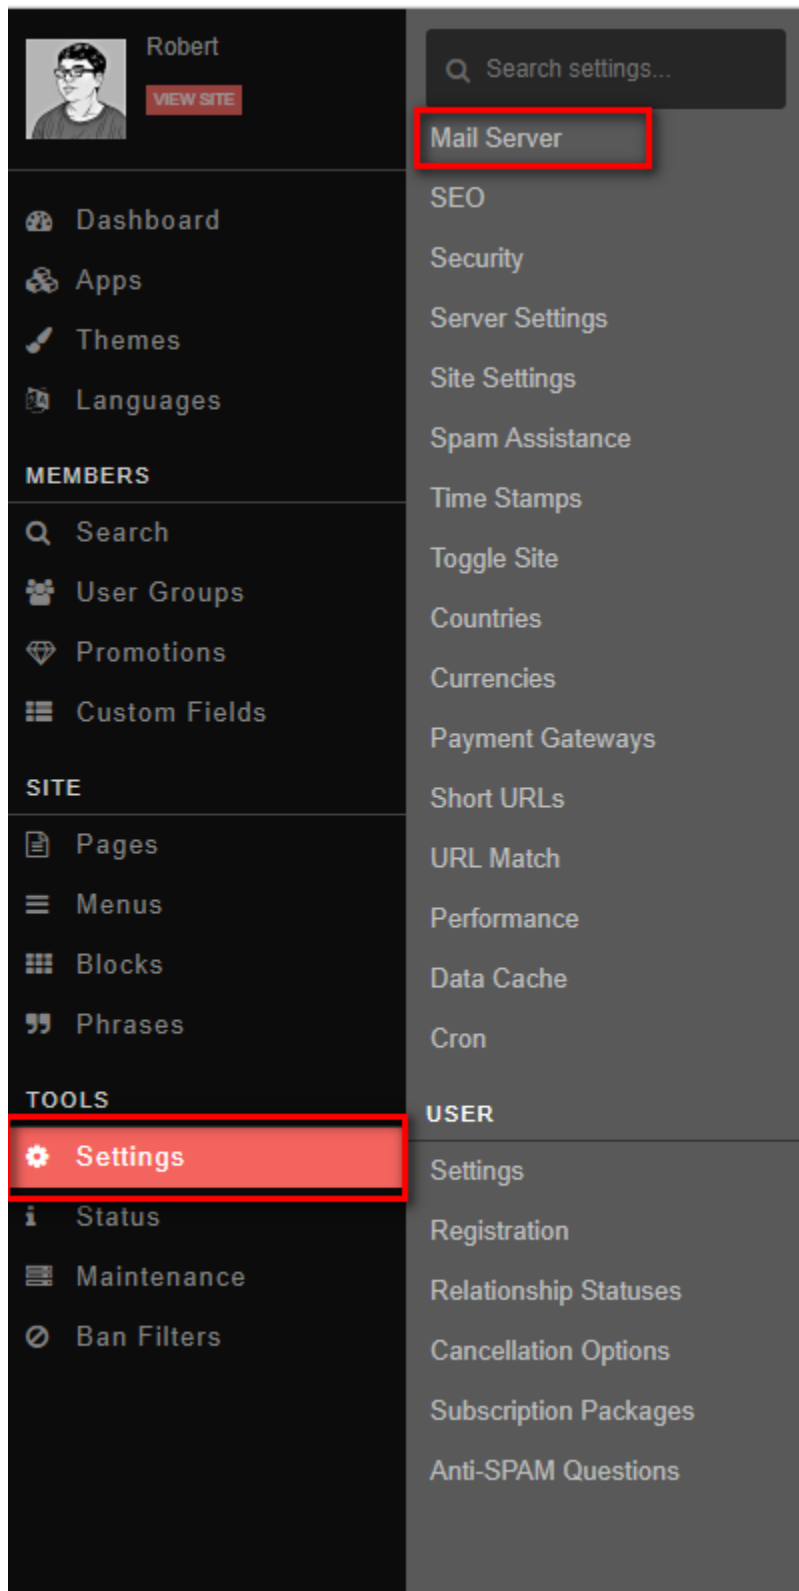 Robert
VIEW SITE
Dashboard
Apps
Themes
Languages
MEMBERS
Search
User Groups
Promotions
Custom Fields
SITE
Pages
Menus
Blocks
Phrases
TOOLS
Settings
Status
Maintenance
Ban Filters
Search settings...
Mail Server
SEO
Security
Server Settings
Site Settings
Spam Assistance
Time Stamps
Toggle Site
Countries
Currencies
Payment Gateways
Short URLs
URL Match
Performance
Data Cache
Cron
USER
Settings
Registration
Relationship Statuses
Cancellation Options
Subscription Packages
Anti-SPAM Questions